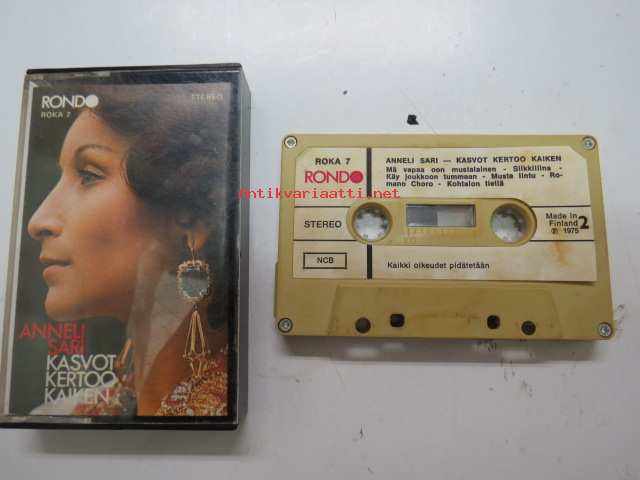 RONDO
STEREO
ROKA 7
ANNELI
SARI
KASVOT
KERTOO
KAIKEN
Antikvariaatti.net
ROKA 7
RONDO
STEREO
NCB
ANNELI SARI — KASVOT KERTOO KAIKEN
Mä vapaa oon mustalainen - Silkkiliina -
Käy joukkoon tummaan - Musta lintu - Ro-
mano Choro - Kohtalon tiellä
Made in
Finland 2
℗ 1975
Kaikki oikeudet pidätetään